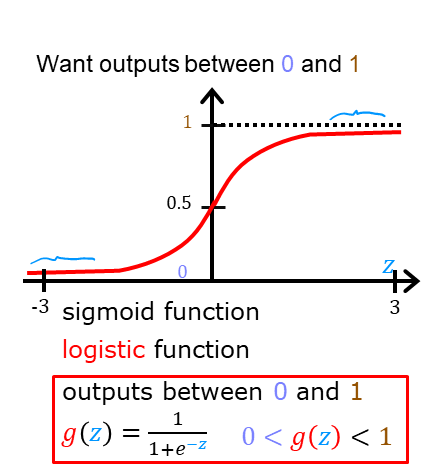 Want outputs between 0 and 1
1
0.5
0
z
-3
3
sigmoid function
logistic function
outputs between 0 and 1
g(z) = 1/(1+e^{-z})  0 < g(z) < 1